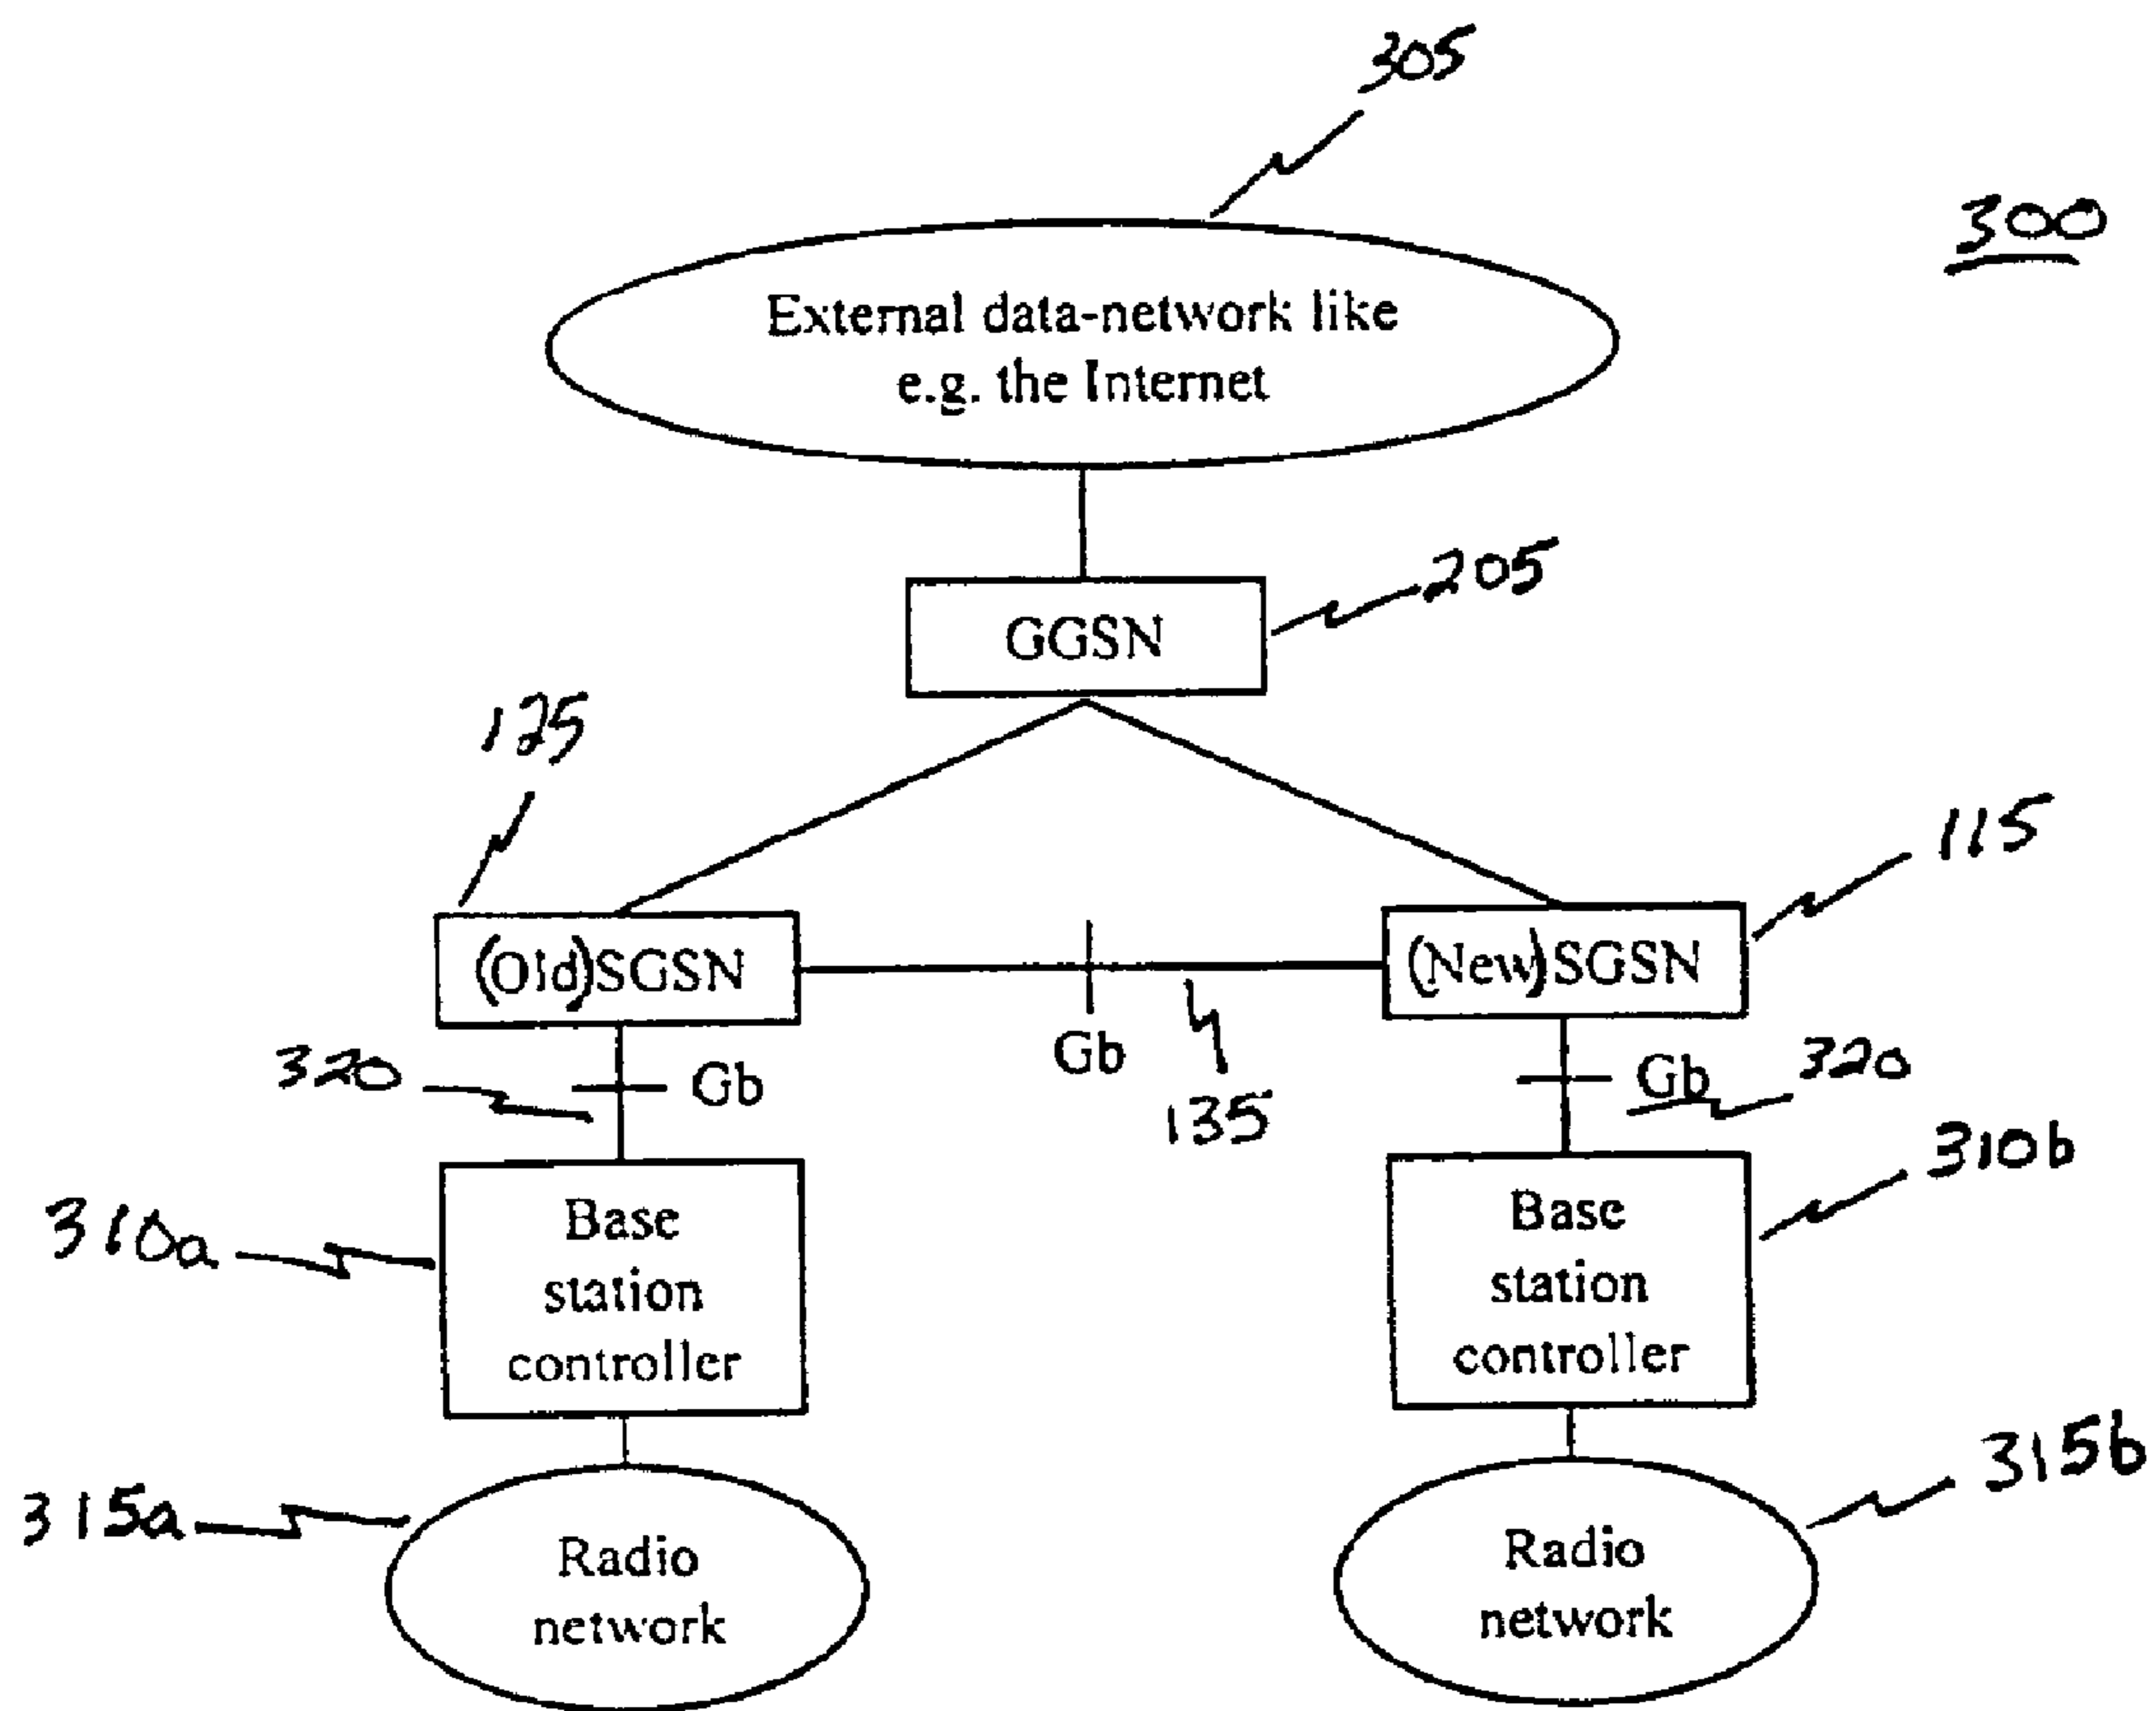 305
300
External data-network like
e.g. the Internet
205
GGSN
125
115
(Old)SGSN
(New)SGSN
Gb
135
320
Gb
Gb
320
310a
Base
station
controller
310b
Base
station
controller
315a
Radio
network
315b
Radio
network